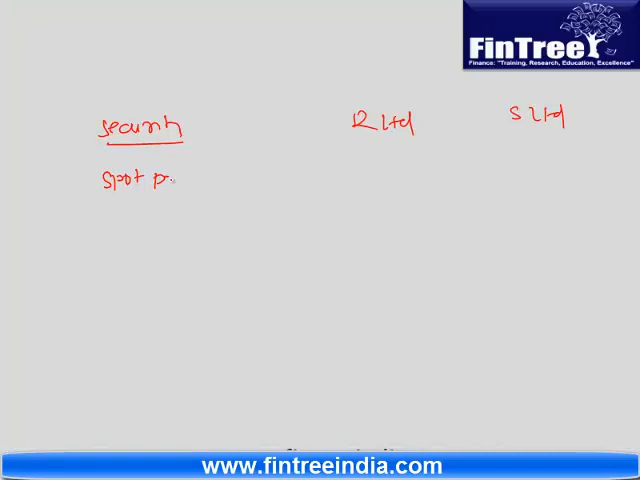 FinTree
Finance: "Training, Research, Education, Excellence"
Security R Ltd S Ltd
Spot p
www.fintreeindia.com